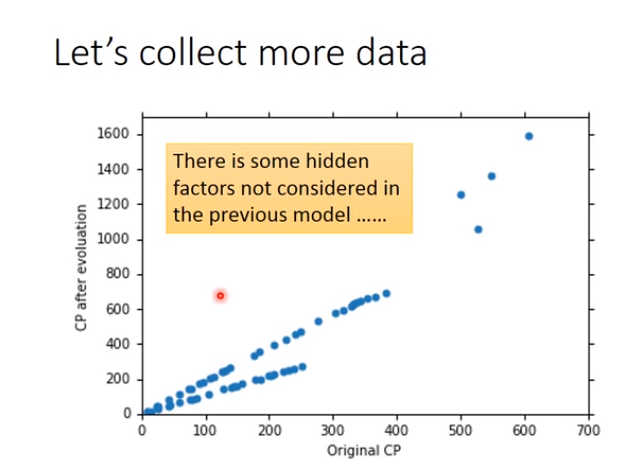 Let's collect more data
There is some hidden
factors not considered in
the previous model ......
CP after evoluation
1600
1400
1200
1000
800
600
400
200
0
0 100 200 300 400 500 600 700
Original CP